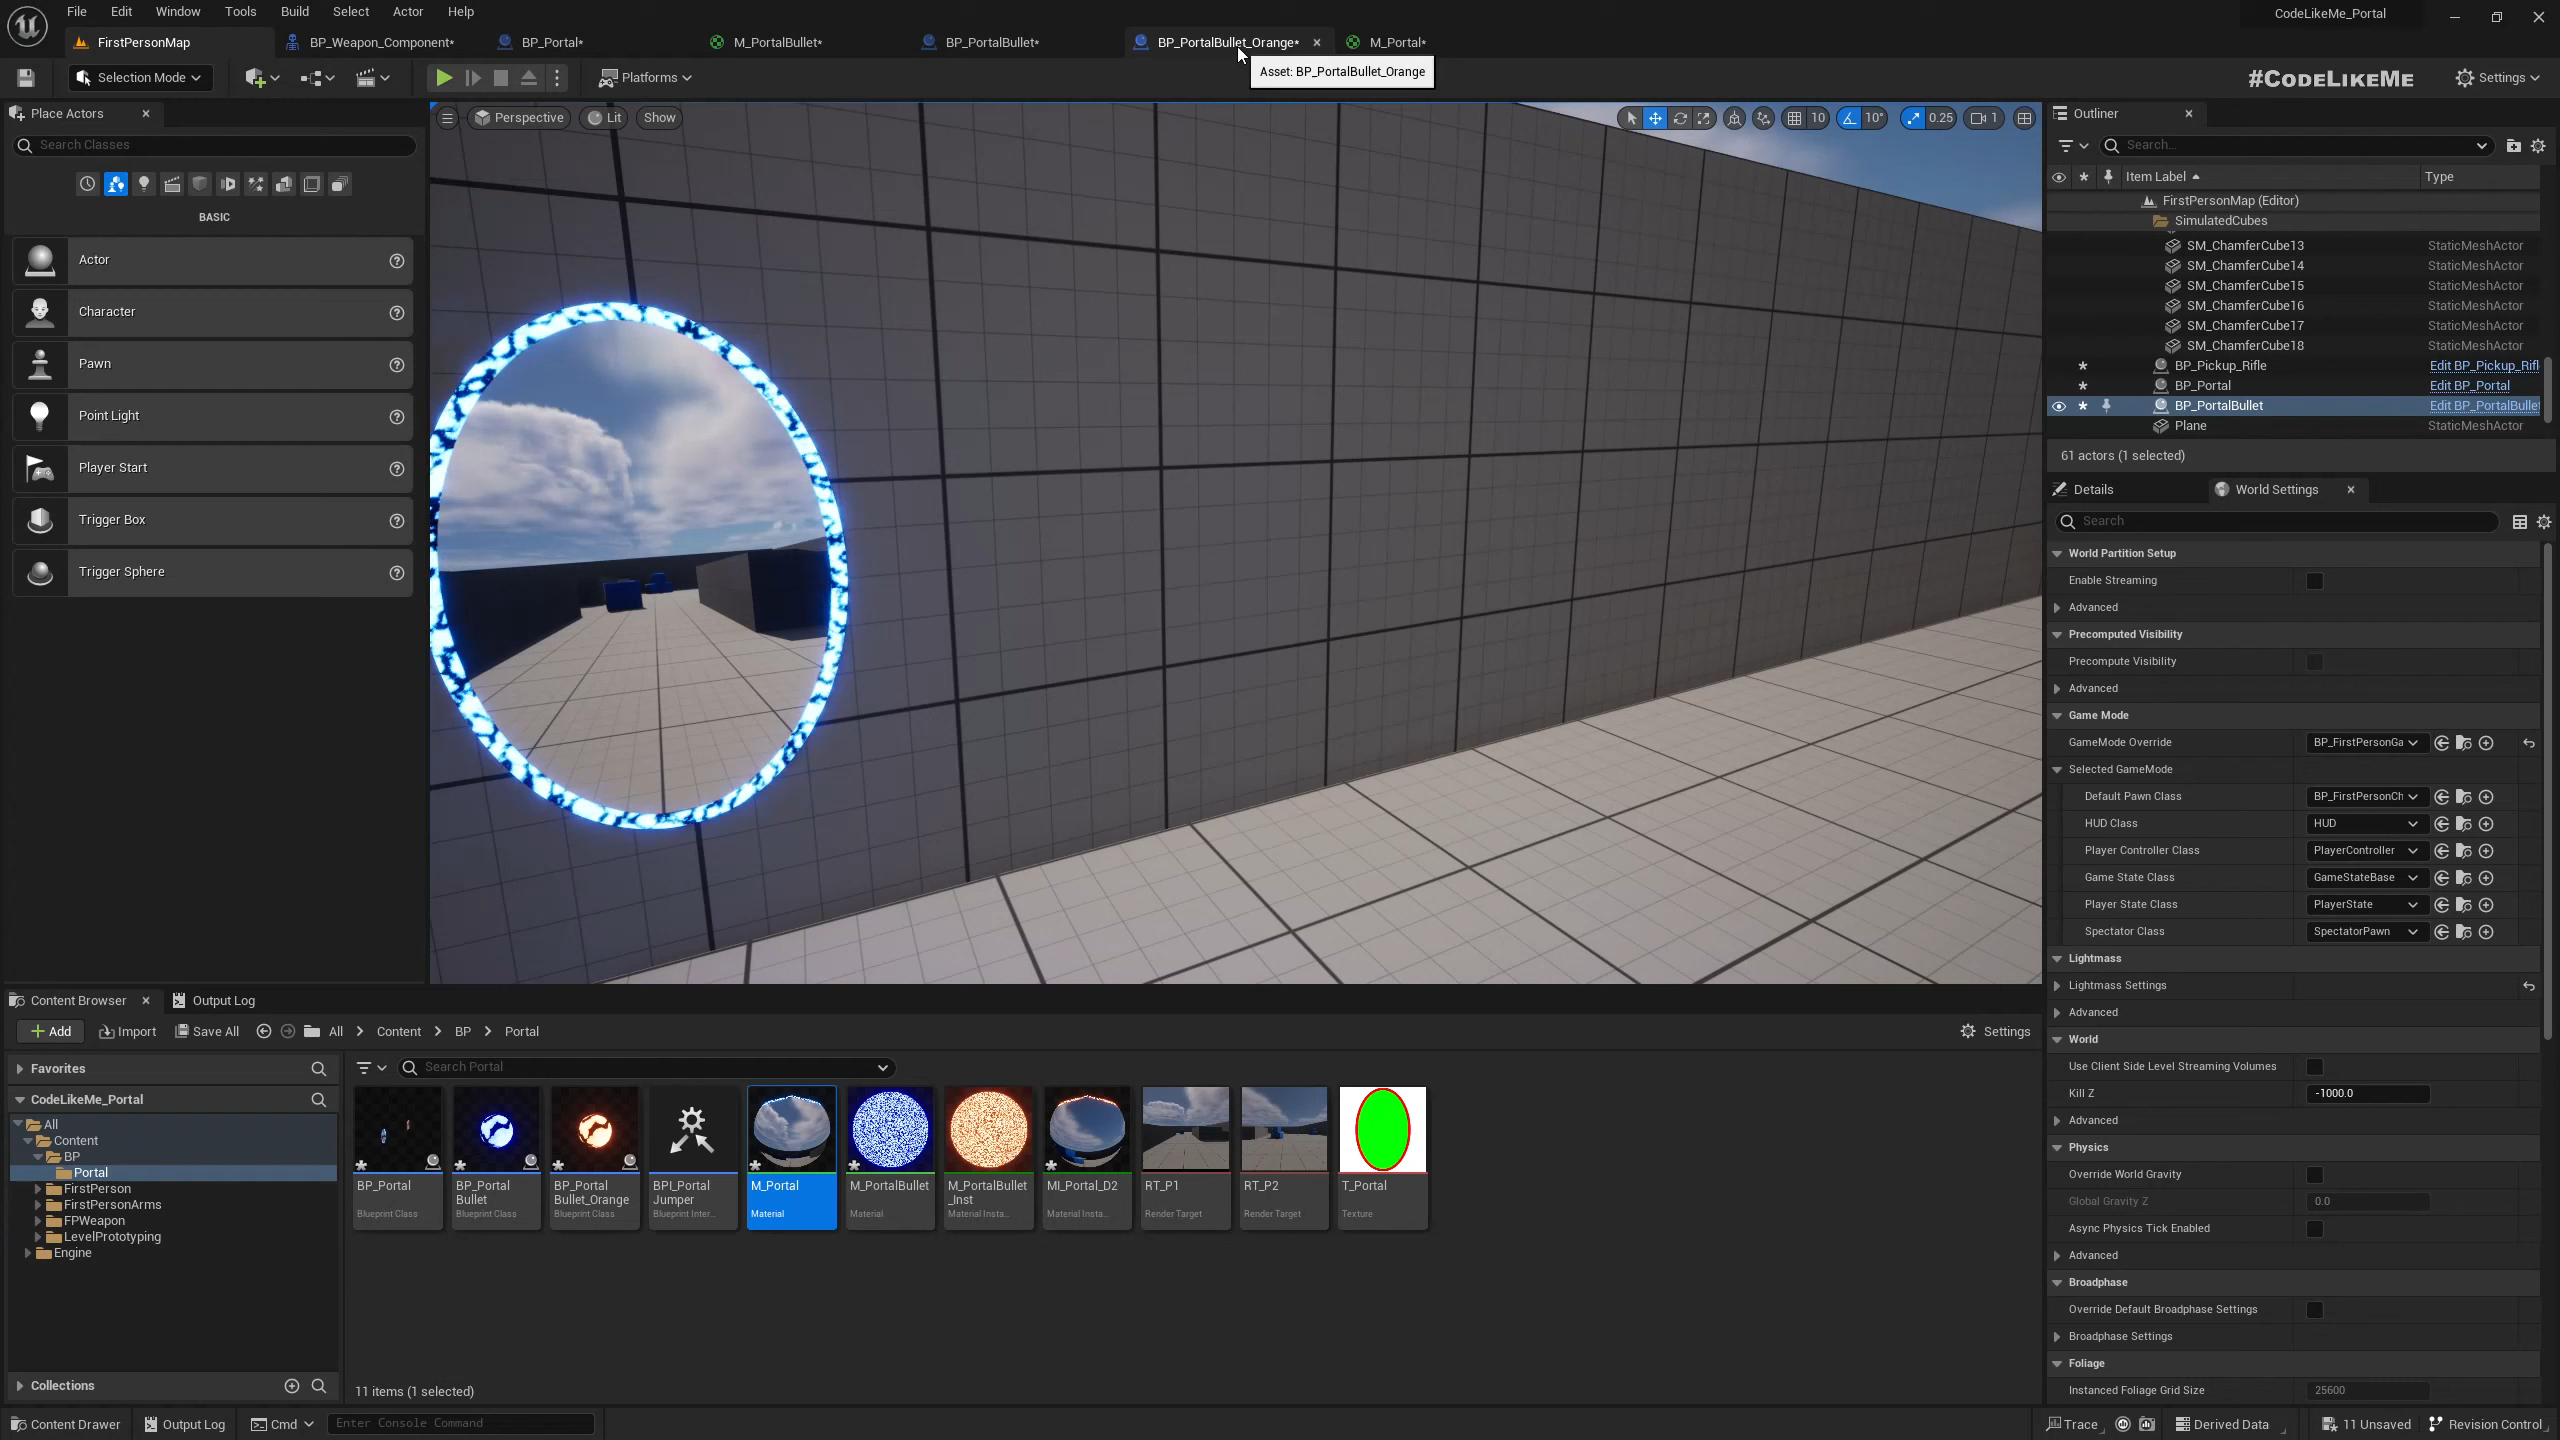 File Edit Window Tools Build Select Actor Help
CodeLikeMe_Portal
FirstPersonMap BP_Weapon_Component* BP_Portal* M_PortalBullet* BP_PortalBullet* BP_PortalBullet_Orange* M_Portal*
Asset: BP_PortalBullet_Orange
Selection Mode Platforms #CODELIKEME Settings
Place Actors
Search Classes
BASIC
Actor
Character
Pawn
Point Light
Player Start
Trigger Box
Trigger Sphere
Perspective Lit Show
10 10° 0.25 1
Outliner
Search...
Item Label Type
FirstPersonMap (Editor)
SimulatedCubes
SM_ChamferCube13 StaticMeshActor
SM_ChamferCube14 StaticMeshActor
SM_ChamferCube15 StaticMeshActor
SM_ChamferCube16 StaticMeshActor
SM_ChamferCube17 StaticMeshActor
SM_ChamferCube18 StaticMeshActor
BP_Pickup_Rifle Edit BP_Pickup_Rifl
BP_Portal Edit BP_Portal
BP_PortalBullet Edit BP_PortalBullet
Plane StaticMeshActor
61 actors (1 selected)
Details World Settings
Search
World Partition Setup
Enable Streaming
Advanced
Precomputed Visibility
Precompute Visibility
Advanced
Game Mode
GameMode Override BP_FirstPersonGa
Selected GameMode
Default Pawn Class BP_FirstPersonCh
HUD Class HUD
Player Controller Class PlayerController
Game State Class GameStateBase
Player State Class PlayerState
Spectator Class SpectatorPawn
Lightmass
Lightmass Settings
Advanced
World
Use Client Side Level Streaming Volumes
Kill Z -1000.0
Advanced
Physics
Override World Gravity
Global Gravity Z 0.0
Async Physics Tick Enabled
Advanced
Broadphase
Override Default Broadphase Settings
Broadphase Settings
Foliage
Instanced Foliage Grid Size 25600
Content Browser Output Log
Add Import Save All All Content BP Portal Settings
Favorites
CodeLikeMe_Portal
All
Content
BP
Portal
FirstPerson
FirstPersonArms
FPWeapon
LevelPrototyping
Engine
Collections
Search Portal
BP_Portal
Blueprint Class
BP_Portal
Bullet
Blueprint Class
BP_Portal
Bullet_Orange
Blueprint Class
BPI_Portal
Jumper
Blueprint Inter...
M_Portal
Material
M_PortalBullet
Material
M_PortalBullet
_Inst
Material Insta...
MI_Portal_D2
Material Insta...
RT_P1
Render Target
RT_P2
Render Target
T_Portal
Texture
11 items (1 selected)
Content Drawer Output Log Cmd Enter Console Command Trace Derived Data 11 Unsaved Revision Control